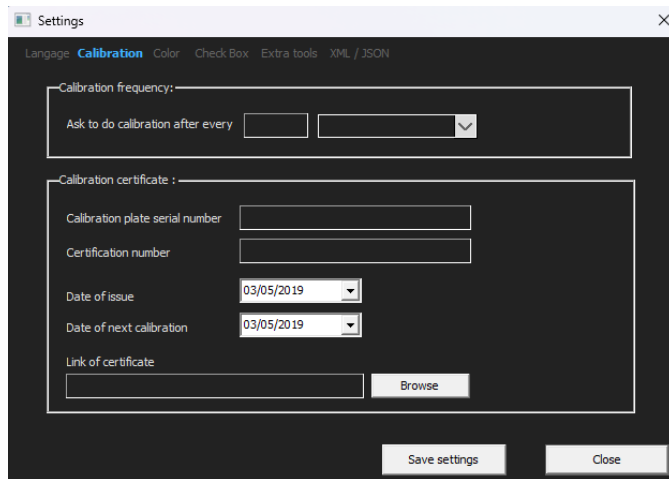 Settings
Langage Calibration Color Check Box Extra tools XML / JSON
Calibration frequency:
Ask to do calibration after every
Calibration certificate :
Calibration plate serial number
Certification number
Date of issue 03/05/2019
Date of next calibration 03/05/2019
Link of certificate
Browse
Save settings Close